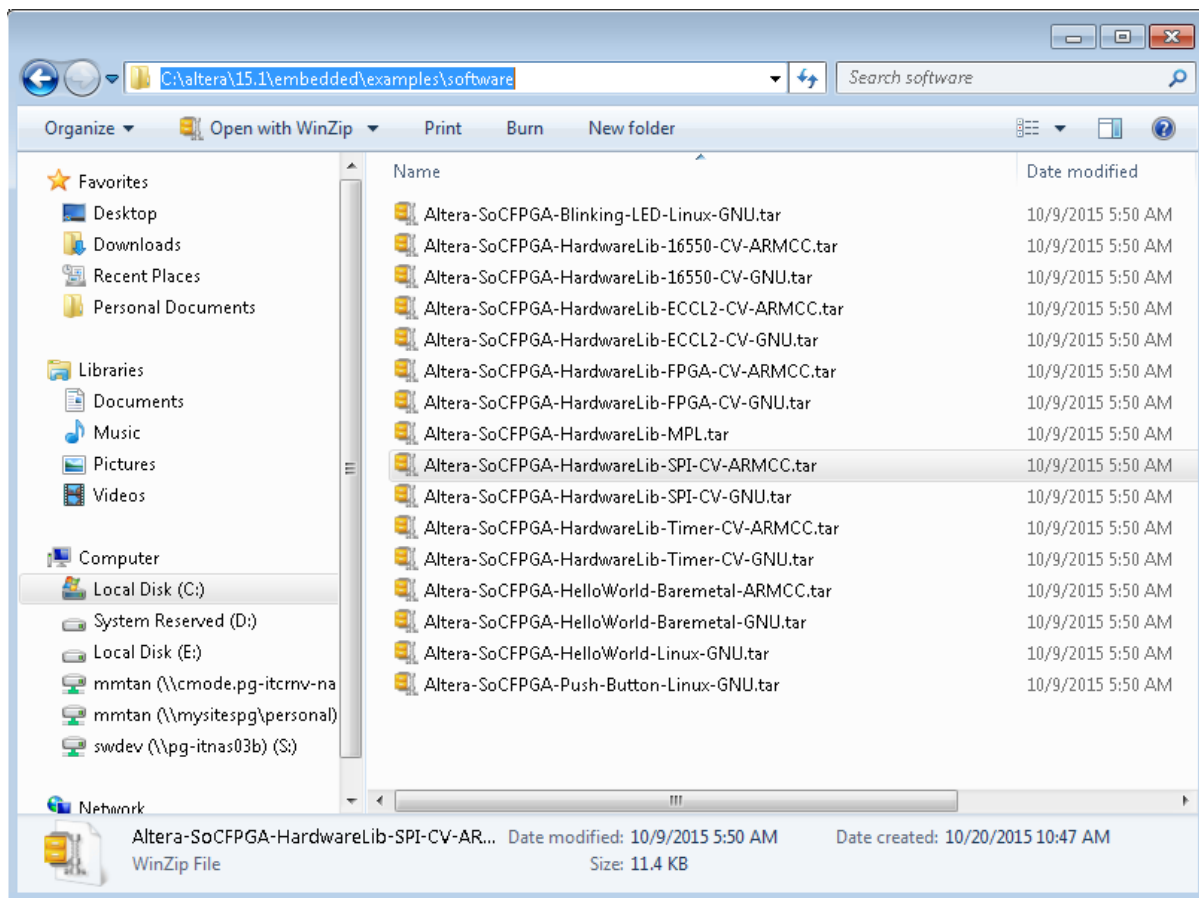 C:\altera\15.1\embedded\examples\software
Search software
Organize
Open with WinZip
Print
Burn
New folder
Favorites
Desktop
Downloads
Recent Places
Personal Documents
Libraries
Documents
Music
Pictures
Videos
Computer
Local Disk (C:)
System Reserved (D:)
Local Disk (E:)
mmtan (\\cmode.pg-itcrnv-na
mmtan (\\mysitespg\personal)
swdev (\\pg-itnas03b) (S:)
Network
Name Date modified
Altera-SoCFPGA-Blinking-LED-Linux-GNU.tar 10/9/2015 5:50 AM
Altera-SoCFPGA-HardwareLib-16550-CV-ARMCC.tar 10/9/2015 5:50 AM
Altera-SoCFPGA-HardwareLib-16550-CV-GNU.tar 10/9/2015 5:50 AM
Altera-SoCFPGA-HardwareLib-ECCL2-CV-ARMCC.tar 10/9/2015 5:50 AM
Altera-SoCFPGA-HardwareLib-ECCL2-CV-GNU.tar 10/9/2015 5:50 AM
Altera-SoCFPGA-HardwareLib-FPGA-CV-ARMCC.tar 10/9/2015 5:50 AM
Altera-SoCFPGA-HardwareLib-FPGA-CV-GNU.tar 10/9/2015 5:50 AM
Altera-SoCFPGA-HardwareLib-MPL.tar 10/9/2015 5:50 AM
Altera-SoCFPGA-HardwareLib-SPI-CV-ARMCC.tar 10/9/2015 5:50 AM
Altera-SoCFPGA-HardwareLib-SPI-CV-GNU.tar 10/9/2015 5:50 AM
Altera-SoCFPGA-HardwareLib-Timer-CV-ARMCC.tar 10/9/2015 5:50 AM
Altera-SoCFPGA-HardwareLib-Timer-CV-GNU.tar 10/9/2015 5:50 AM
Altera-SoCFPGA-HelloWorld-Baremetal-ARMCC.tar 10/9/2015 5:50 AM
Altera-SoCFPGA-HelloWorld-Baremetal-GNU.tar 10/9/2015 5:50 AM
Altera-SoCFPGA-HelloWorld-Linux-GNU.tar 10/9/2015 5:50 AM
Altera-SoCFPGA-Push-Button-Linux-GNU.tar 10/9/2015 5:50 AM
Altera-SoCFPGA-HardwareLib-SPI-CV-AR... Date modified: 10/9/2015 5:50 AM Date created: 10/20/2015 10:47 AM
WinZip File Size: 11.4 KB